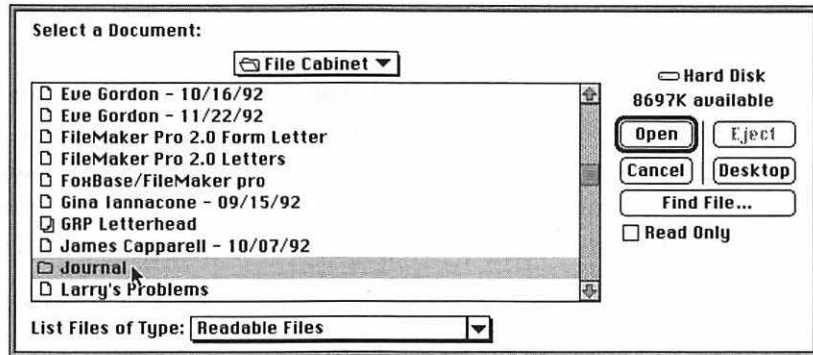 Select a Document:
File Cabinet
Eve Gordon - 10/16/92
Eve Gordon - 11/22/92
FileMaker Pro 2.0 Form Letter
FileMaker Pro 2.0 Letters
FoxBase/FileMaker pro
Gina Iannacone - 09/15/92
GRP Letterhead
James Capparell - 10/07/92
Journal
Larry's Problems
Hard Disk
8697K available
Open
Eject
Cancel
Desktop
Find File...
Read Only
List Files of Type: Readable Files